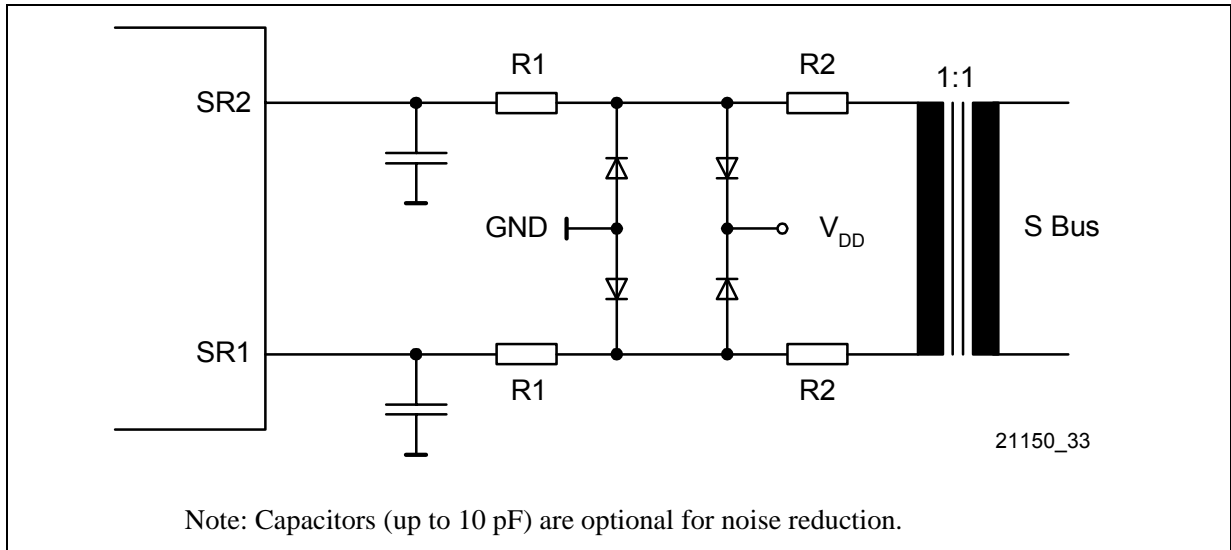 R1 R2 1:1
SR2
GND V_DD S Bus
SR1
R1 R2
21150_33
Note: Capacitors (up to 10 pF) are optional for noise reduction.